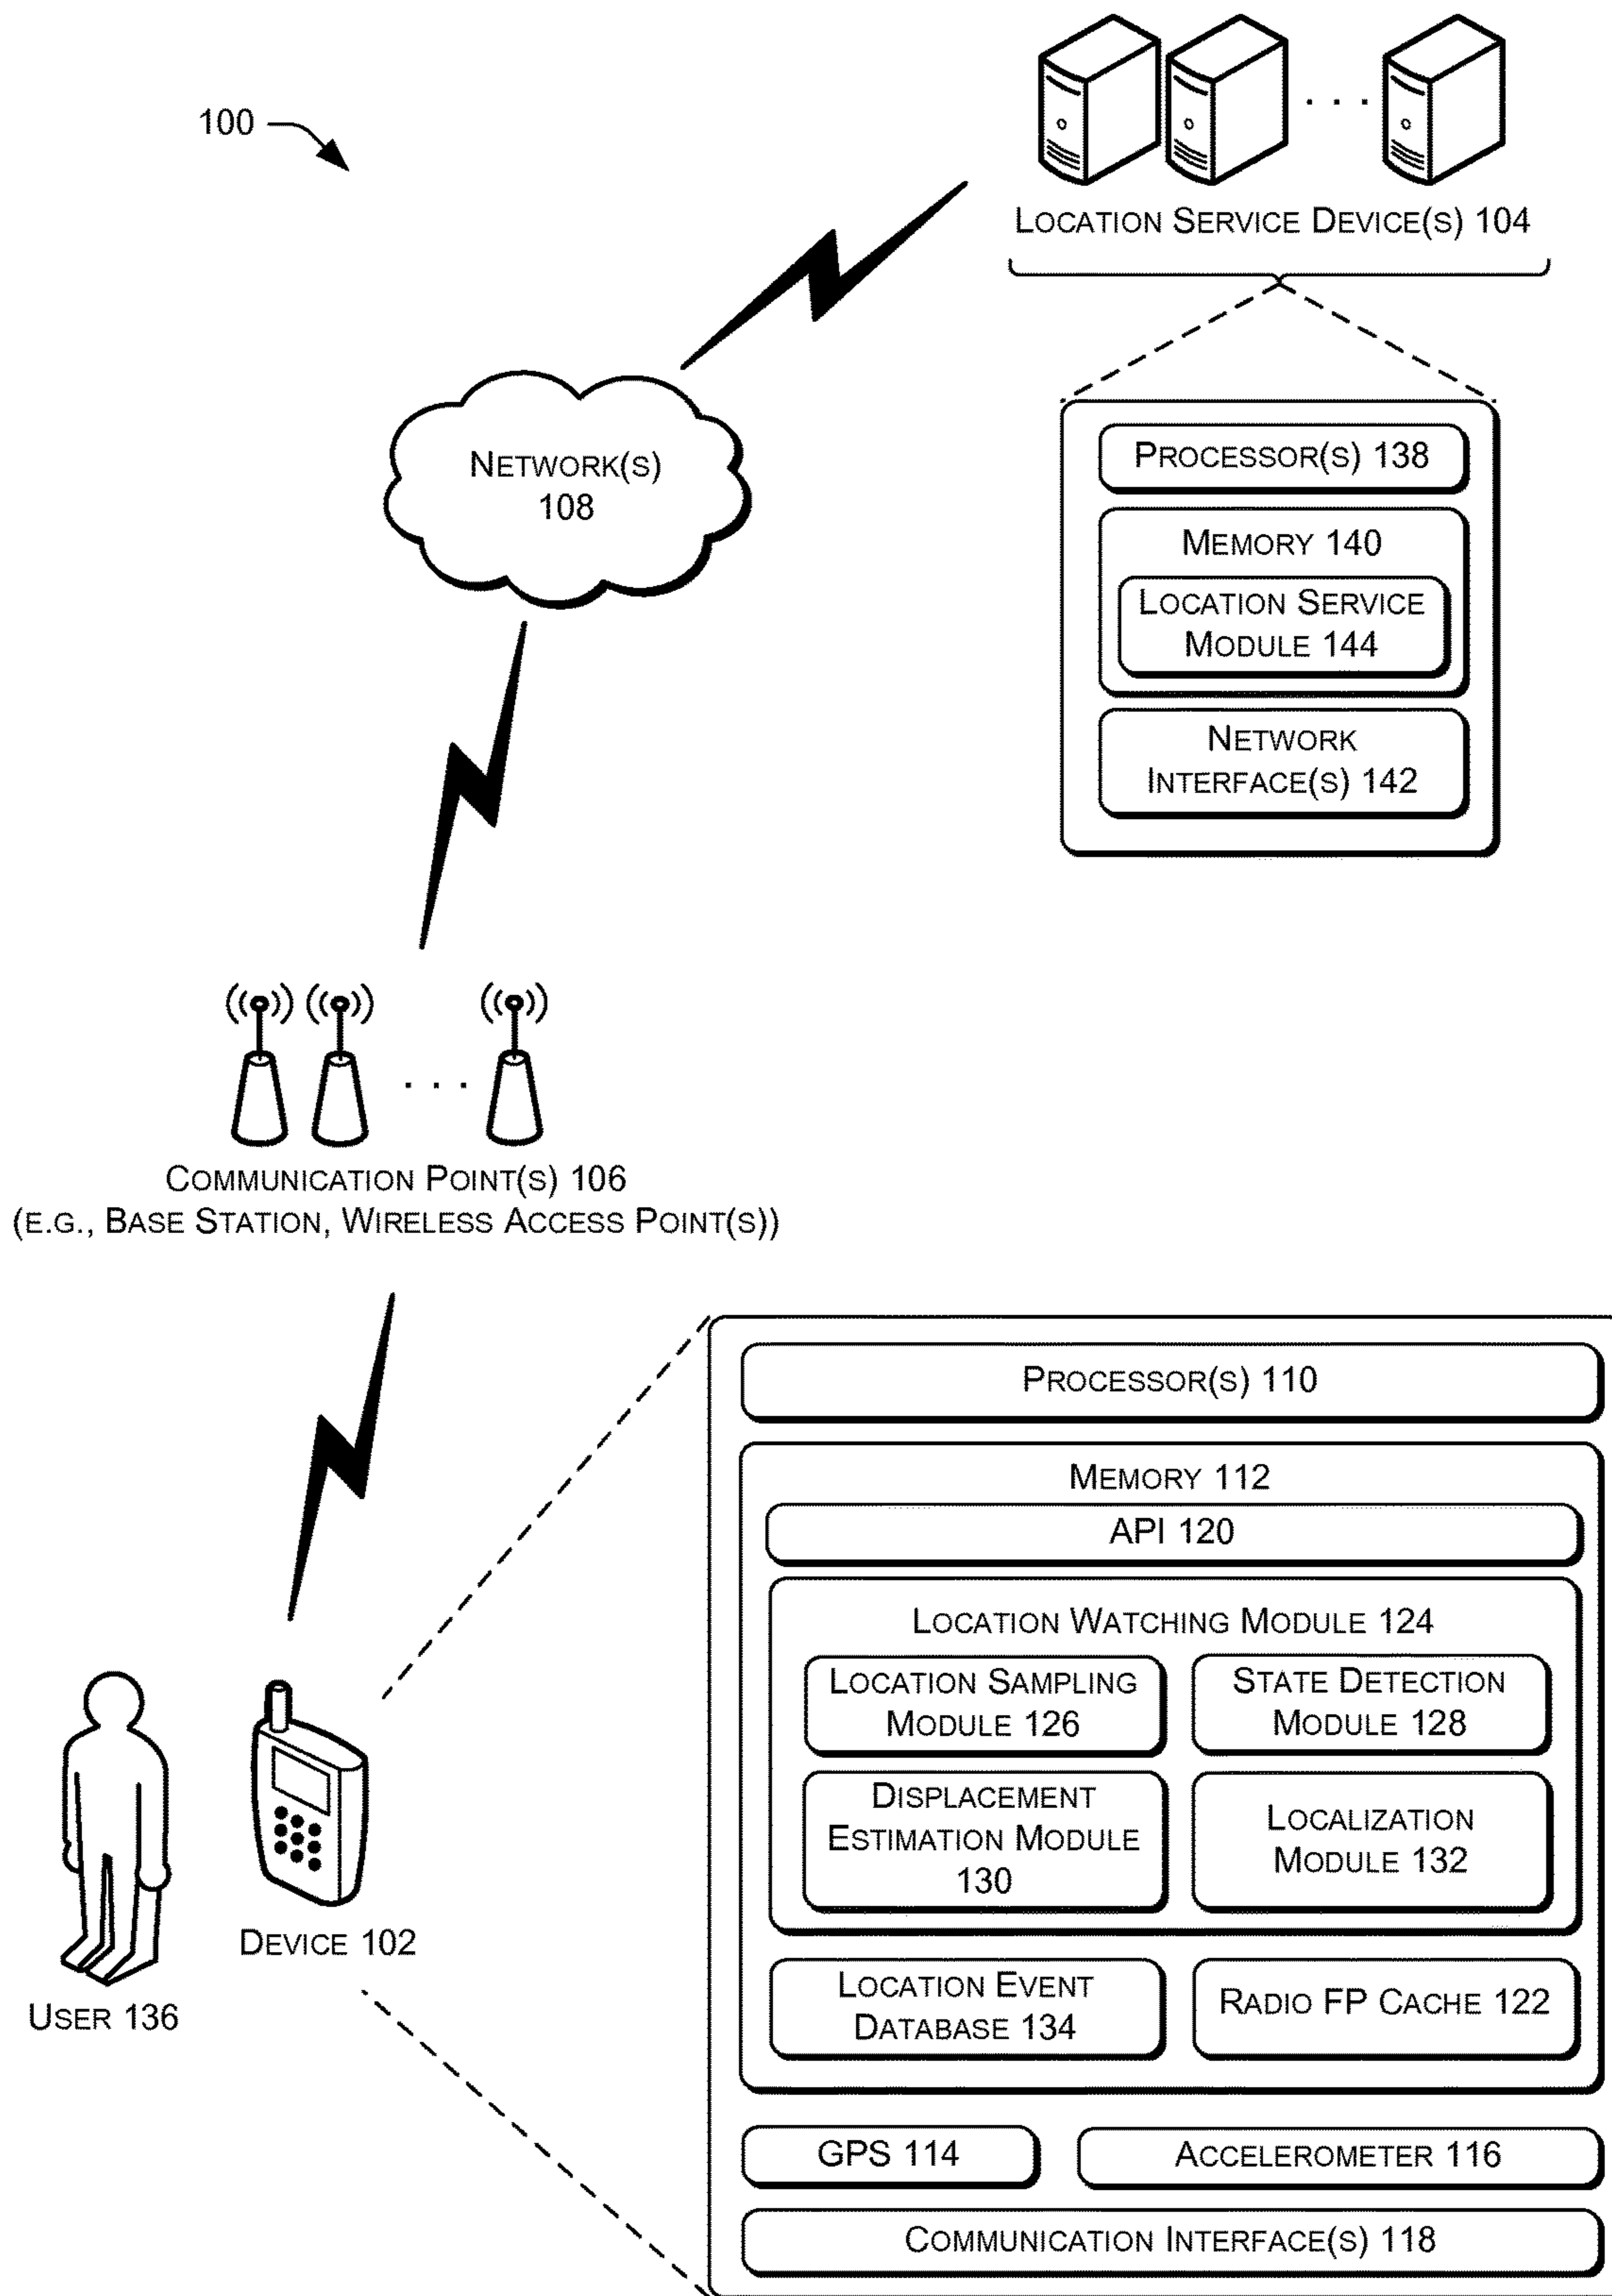 100
LOCATION SERVICE DEVICE(S) 104
NETWORK(S)
108
PROCESSOR(S) 138
MEMORY 140
LOCATION SERVICE
MODULE 144
NETWORK
INTERFACE(S) 142
COMMUNICATION POINT(S) 106
(E.G., BASE STATION, WIRELESS ACCESS POINT(S))
PROCESSOR(S) 110
MEMORY 112
API 120
LOCATION WATCHING MODULE 124
LOCATION SAMPLING
MODULE 126
STATE DETECTION
MODULE 128
DISPLACEMENT
ESTIMATION MODULE
130
LOCALIZATION
MODULE 132
LOCATION EVENT
DATABASE 134
RADIO FP CACHE 122
GPS 114
ACCELEROMETER 116
COMMUNICATION INTERFACE(S) 118
DEVICE 102
USER 136